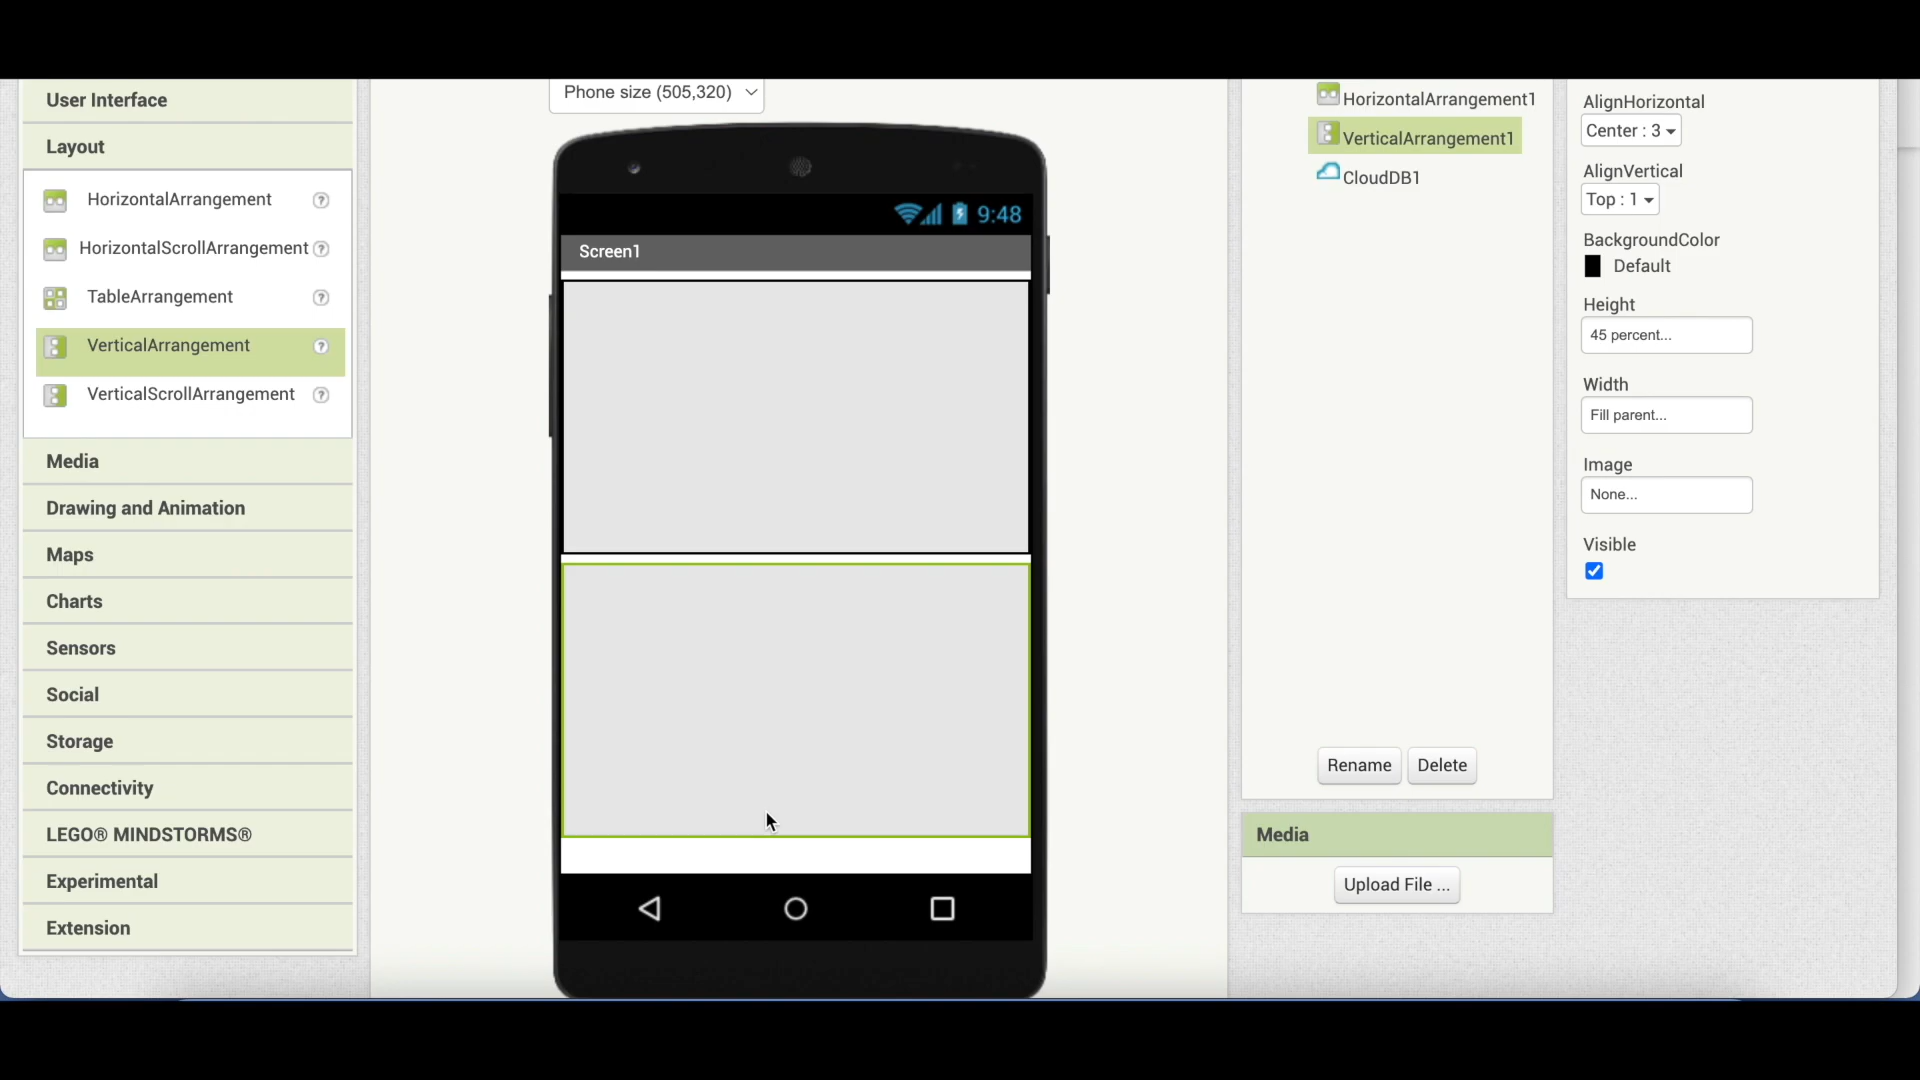 User Interface
Layout
HorizontalArrangement ?
HorizontalScrollArrangement ?
TableArrangement ?
VerticalArrangement ?
VerticalScrollArrangement ?
Media
Drawing and Animation
Maps
Charts
Sensors
Social
Storage
Connectivity
LEGO® MINDSTORMS®
Experimental
Extension
Phone size (505,320)
9:48
Screen1
HorizontalArrangement1
VerticalArrangement1
CloudDB1
Rename Delete
Media
Upload File ...
AlignHorizontal
Center : 3
AlignVertical
Top : 1
BackgroundColor
Default
Height
45 percent...
Width
Fill parent...
Image
None...
Visible